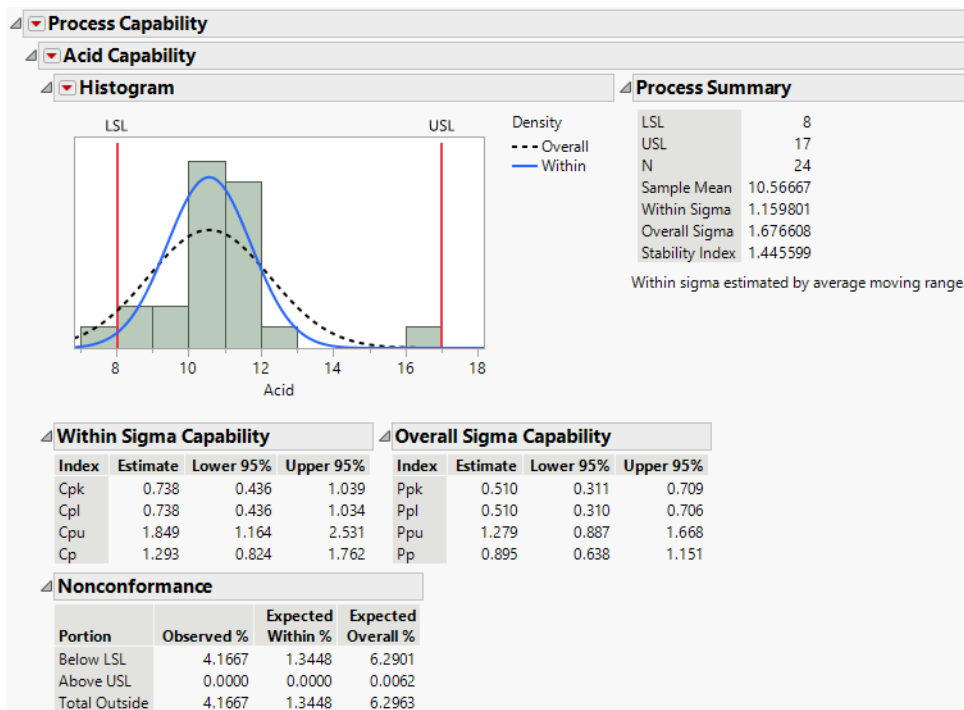 Process Capability
Acid Capability
Histogram
LSL USL
8 10 12 14 16 18
Acid
Density
Overall
Within
Process Summary
LSL 8
USL 17
N 24
Sample Mean 10.56667
Within Sigma 1.159801
Overall Sigma 1.676608
Stability Index 1.445599
Within sigma estimated by average moving range.
Within Sigma Capability
Index Estimate Lower 95% Upper 95%
Cpk 0.738 0.436 1.039
Cpl 0.738 0.436 1.034
Cpu 1.849 1.164 2.531
Cp 1.293 0.824 1.762
Overall Sigma Capability
Index Estimate Lower 95% Upper 95%
Ppk 0.510 0.311 0.709
Ppl 0.510 0.310 0.706
Ppu 1.279 0.887 1.668
Pp 0.895 0.638 1.151
Nonconformance
Expected Expected
Portion Observed % Within % Overall %
Below LSL 4.1667 1.3448 6.2901
Above USL 0.0000 0.0000 0.0062
Total Outside 4.1667 1.3448 6.2963